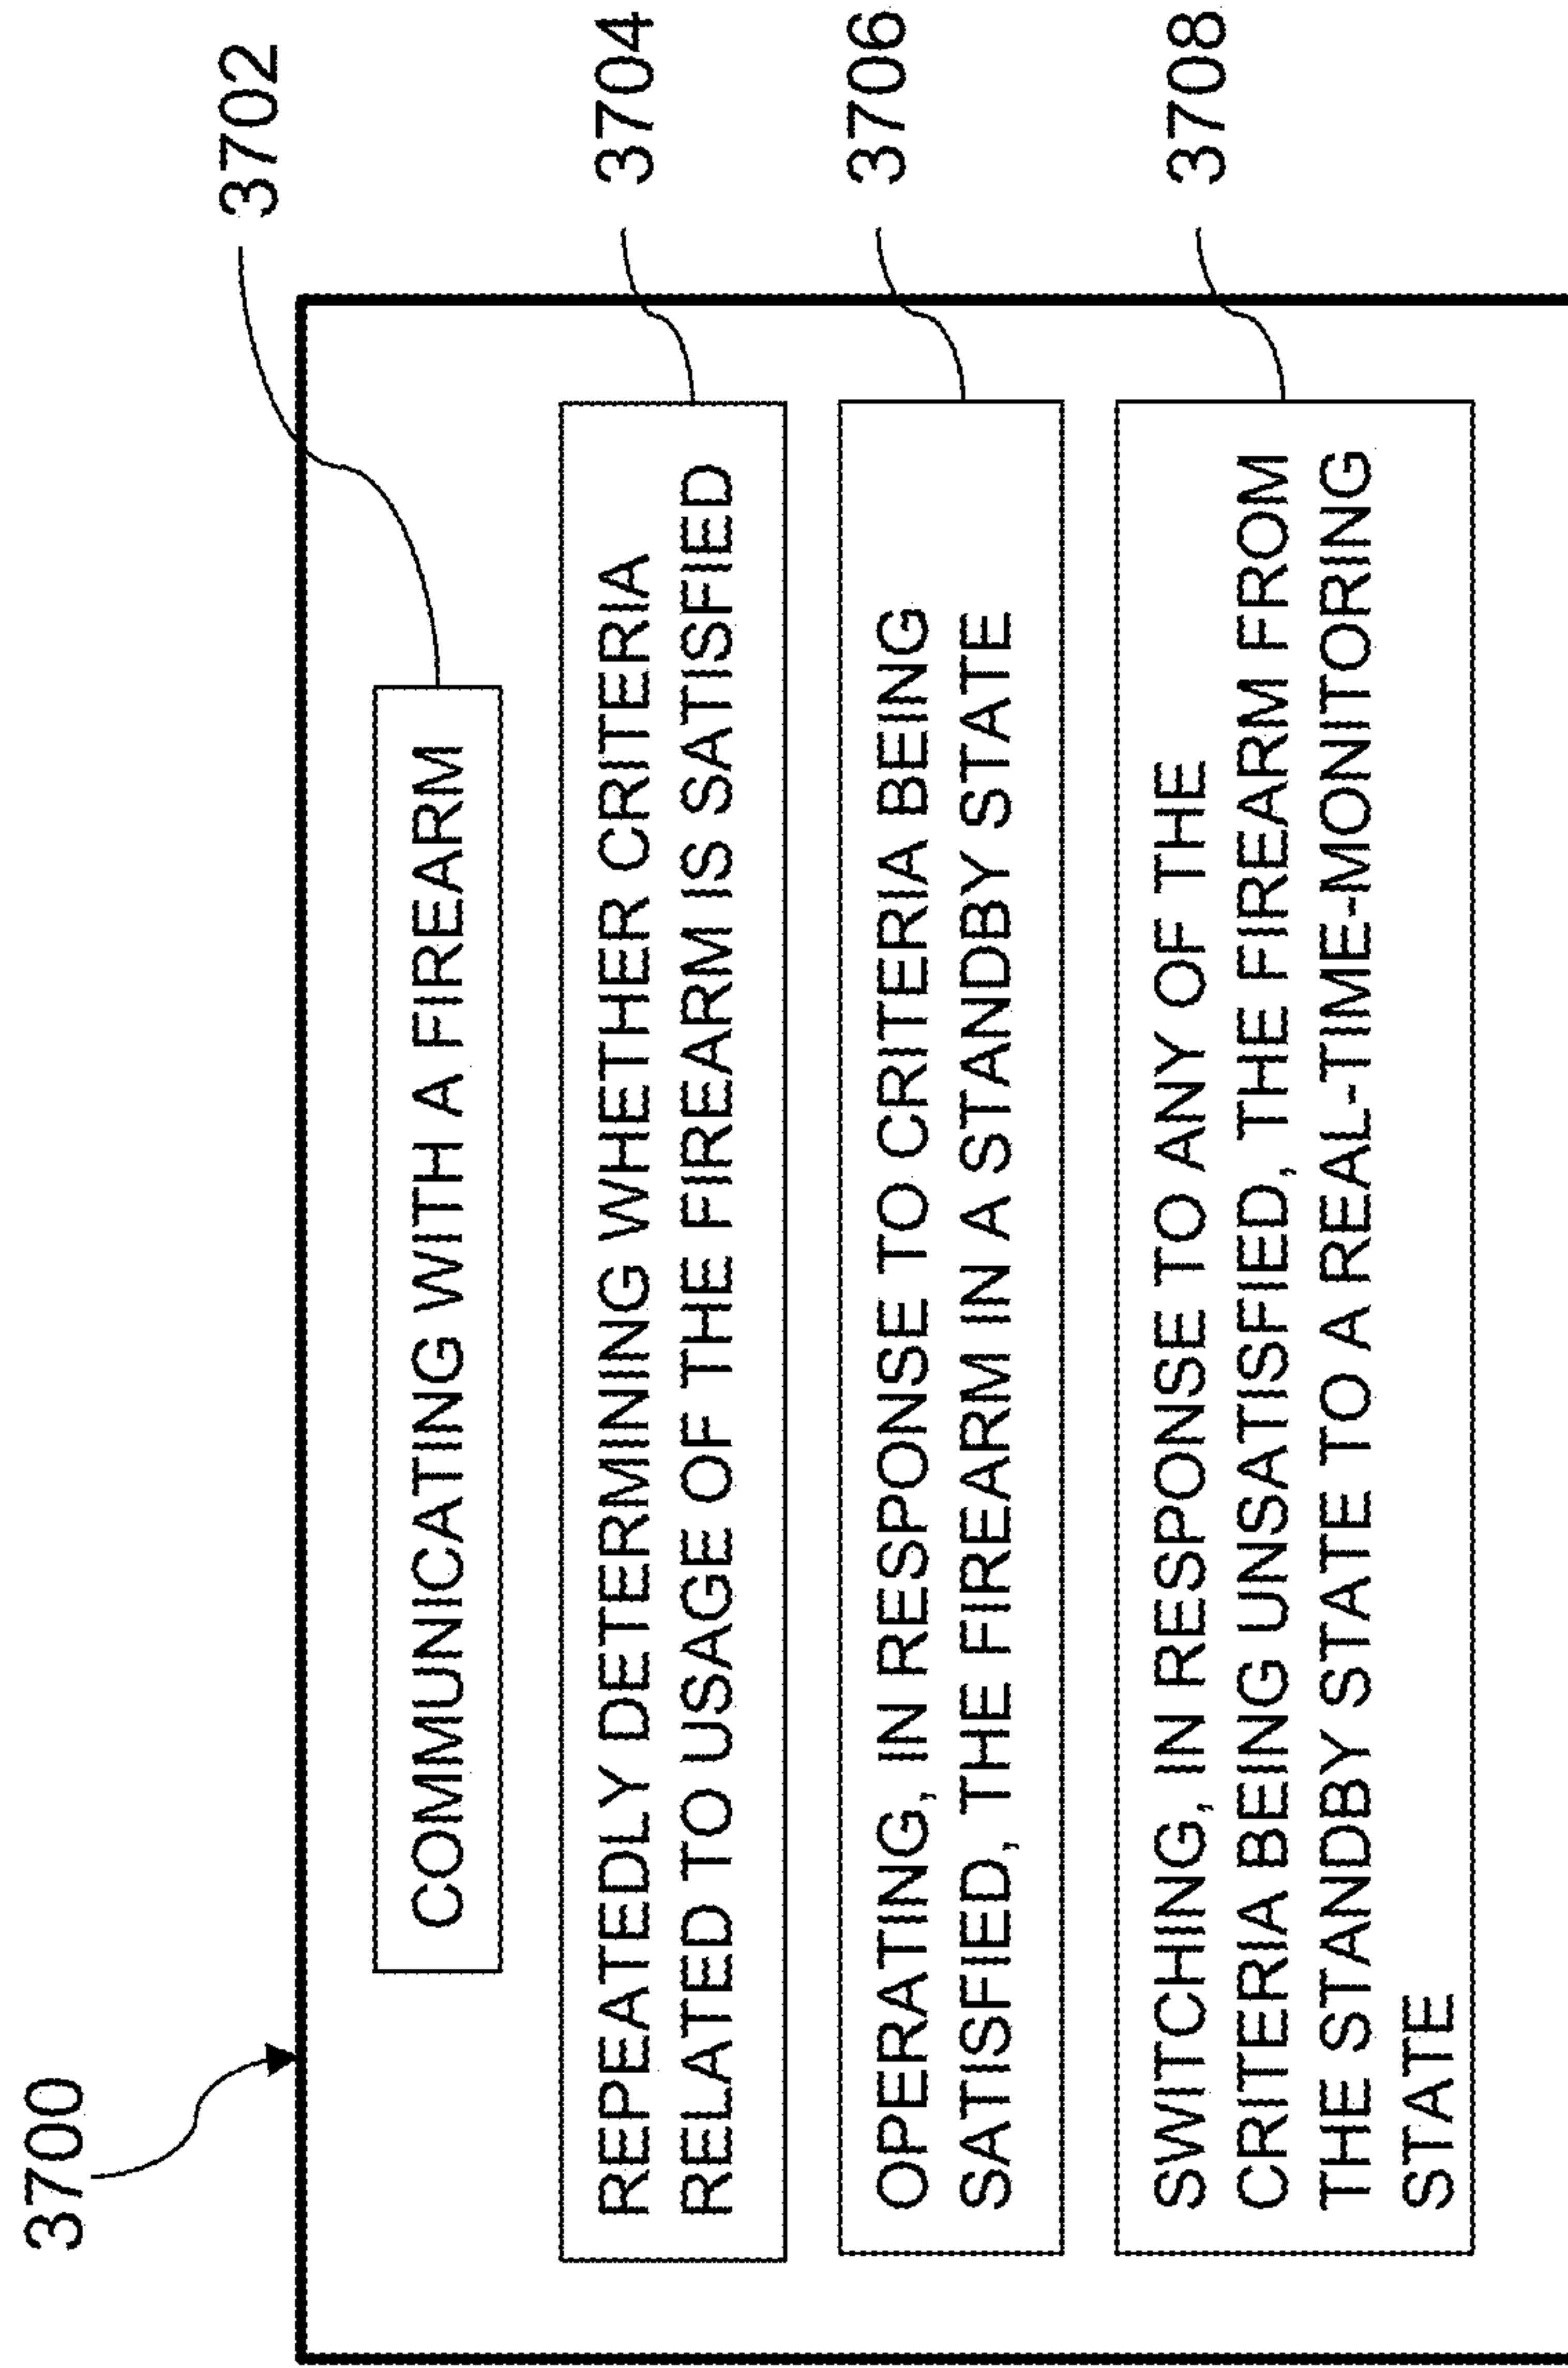 3700
3702
COMMUNICATING WITH A FIREARM
3704
REPEATEDLY DETERMINING WHETHER CRITERIA
RELATED TO USAGE OF THE FIREARM IS SATISFIED
3706
OPERATING, IN RESPONSE TO CRITERIA BEING
SATISFIED, THE FIREARM IN A STANDBY STATE
3708
SWITCHING, IN RESPONSE TO ANY OF THE
CRITERIA BEING UNSATISFIED, THE FIREARM FROM
THE STANDBY STATE TO A REAL-TIME-MONITORING
STATE